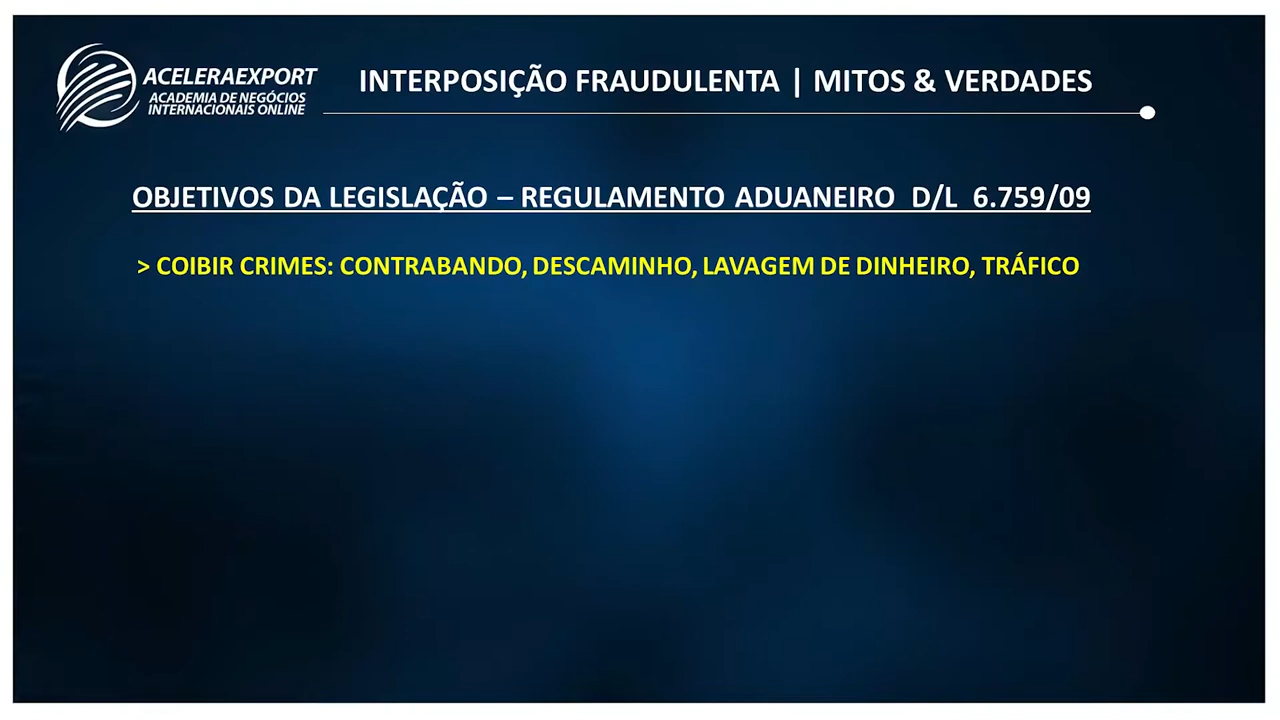 ACELERAEXPORT
ACADEMIA DE NEGÓCIOS
INTERNACIONAIS ONLINE
INTERPOSIÇÃO FRAUDULENTA | MITOS & VERDADES
OBJETIVOS DA LEGISLAÇÃO – REGULAMENTO ADUANEIRO D/L 6.759/09
> COIBIR CRIMES: CONTRABANDO, DESCAMINHO, LAVAGEM DE DINHEIRO, TRÁFICO